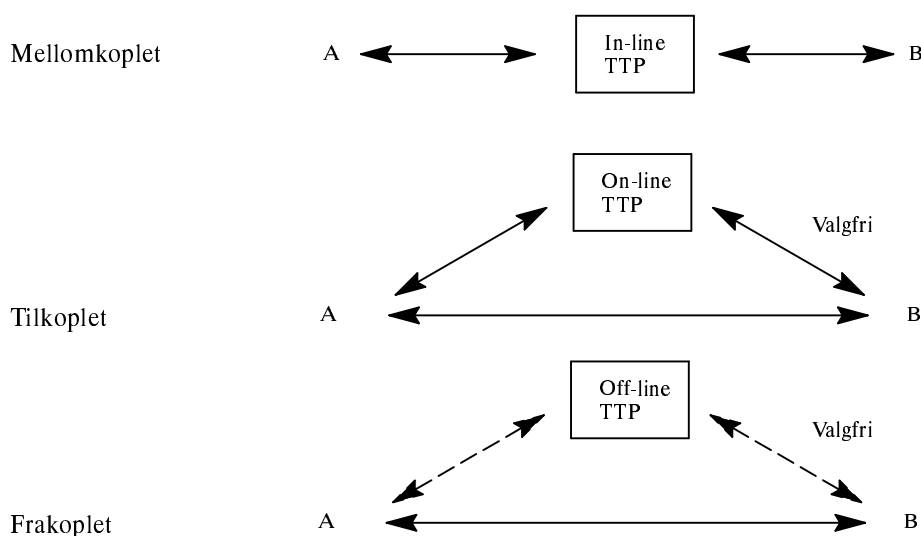 Mellomkoplet A In-line B
TTP
On-line
TTP
Valgfri
Tilkoplet A B
Off-line
TTP
Valgfri
Frakoplet A B